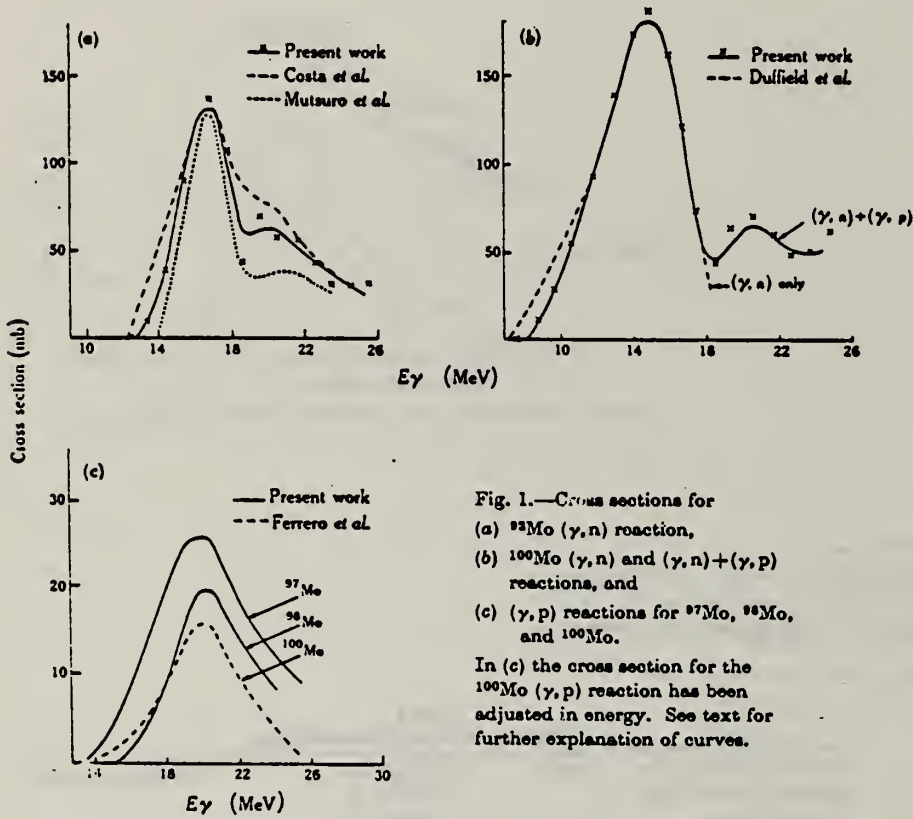 (a)
Present work
Costa et al.
Mutsuro et al.
150
100
50
10 14 18 22 26
(b)
Present work
Duffield et al.
150
100
50
(γ, n)+(γ, p)
(γ, n) only
6 10 14 18 22 26
Cross section (mb)
Eγ (MeV)
(c)
Present work
Ferrero et al.
30
20
10
97Mo
98Mo
100Mo
14 18 22 26 30
Eγ (MeV)
Fig. 1.—Cross sections for
(a) 92Mo (γ,n) reaction,
(b) 100Mo (γ,n) and (γ,n)+(γ,p)
reactions, and
(c) (γ,p) reactions for 97Mo, 98Mo,
and 100Mo.
In (c) the cross section for the
100Mo (γ,p) reaction has been
adjusted in energy. See text for
further explanation of curves.